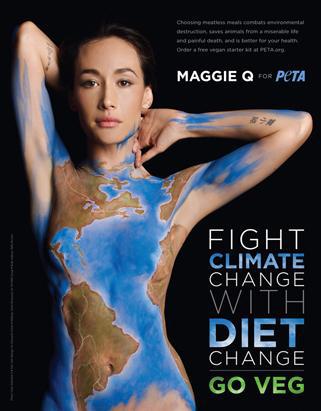 Choosing meatless meals combats environmental
destruction, saves animals from a miserable life
and painful death, and is better for your health.
Order a free vegan starter kit at PETA.org.
MAGGIE Q FOR PETA
FIGHT
CLIMATE
CHANGE
WITH
DIET
CHANGE
GO VEG